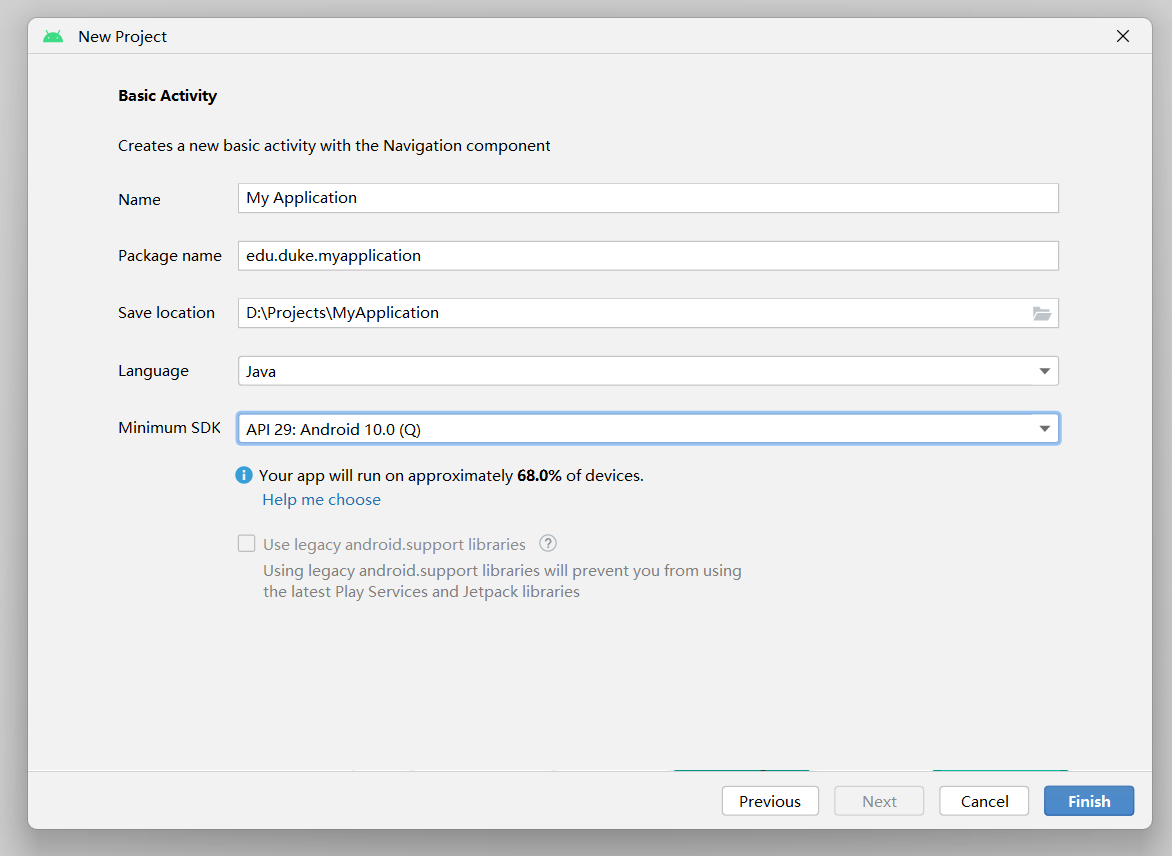 New Project
Basic Activity
Creates a new basic activity with the Navigation component
Name
My Application
Package name
edu.duke.myapplication
Save location
D:\Projects\MyApplication
Language
Java
Minimum SDK
API 29: Android 10.0 (Q)
Your app will run on approximately 68.0% of devices.
Help me choose
Use legacy android.support libraries
Using legacy android.support libraries will prevent you from using
the latest Play Services and Jetpack libraries
Previous
Next
Cancel
Finish